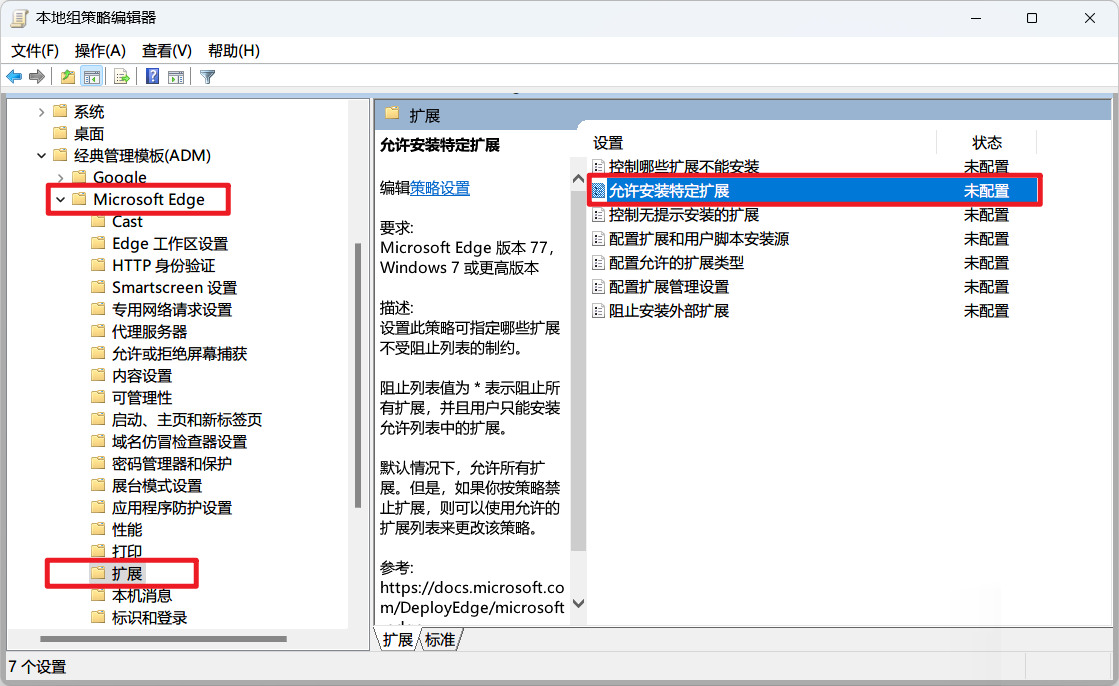 本地组策略编辑器
文件(F) 操作(A) 查看(V) 帮助(H)
系统
桌面
经典管理模板(ADM)
Google
Microsoft Edge
Cast
Edge 工作区设置
HTTP 身份验证
Smartscreen 设置
专用网络请求设置
代理服务器
允许或拒绝屏幕捕获
内容设置
可管理性
启动、主页和新标签页
域名仿冒检查器设置
密码管理器和保护
展台模式设置
应用程序防护设置
性能
打印
扩展
本机消息
标识和登录
扩展
允许安装特定扩展
编辑策略设置
要求:
Microsoft Edge 版本 77，
Windows 7 或更高版本
描述:
设置此策略可指定哪些扩展
不受阻止列表的制约。
阻止列表值为 * 表示阻止所
有扩展，并且用户只能安装
允许列表中的扩展。
默认情况下，允许所有扩
展。但是，如果你按策略禁
止扩展，则可以使用允许的
扩展列表来更改该策略。
参考:
https://docs.microsoft.co
m/DeployEdge/microsoft
设置 状态
控制哪些扩展不能安装 未配置
允许安装特定扩展 未配置
控制无提示安装的扩展 未配置
配置扩展和用户脚本安装源 未配置
配置允许的扩展类型 未配置
配置扩展管理设置 未配置
阻止安装外部扩展 未配置
扩展 标准
7 个设置